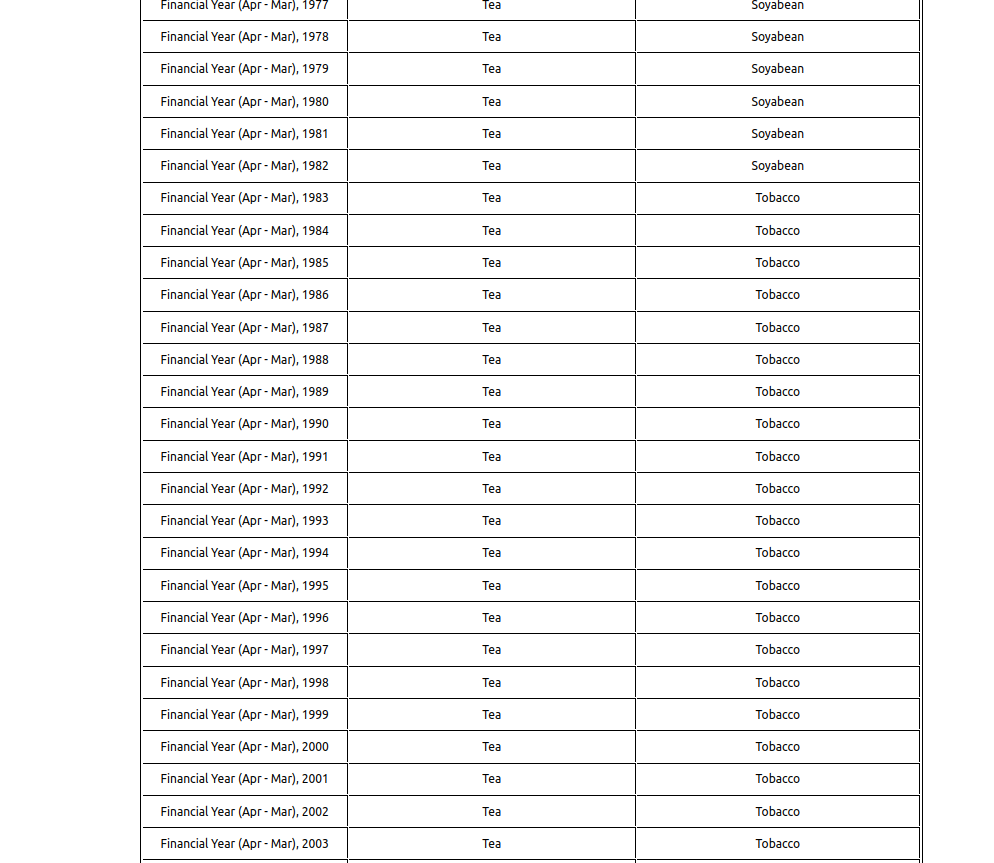 Financial Year (Apr - Mar), 1977 Tea Soyabean
Financial Year (Apr - Mar), 1978 Tea Soyabean
Financial Year (Apr - Mar), 1979 Tea Soyabean
Financial Year (Apr - Mar), 1980 Tea Soyabean
Financial Year (Apr - Mar), 1981 Tea Soyabean
Financial Year (Apr - Mar), 1982 Tea Soyabean
Financial Year (Apr - Mar), 1983 Tea Tobacco
Financial Year (Apr - Mar), 1984 Tea Tobacco
Financial Year (Apr - Mar), 1985 Tea Tobacco
Financial Year (Apr - Mar), 1986 Tea Tobacco
Financial Year (Apr - Mar), 1987 Tea Tobacco
Financial Year (Apr - Mar), 1988 Tea Tobacco
Financial Year (Apr - Mar), 1989 Tea Tobacco
Financial Year (Apr - Mar), 1990 Tea Tobacco
Financial Year (Apr - Mar), 1991 Tea Tobacco
Financial Year (Apr - Mar), 1992 Tea Tobacco
Financial Year (Apr - Mar), 1993 Tea Tobacco
Financial Year (Apr - Mar), 1994 Tea Tobacco
Financial Year (Apr - Mar), 1995 Tea Tobacco
Financial Year (Apr - Mar), 1996 Tea Tobacco
Financial Year (Apr - Mar), 1997 Tea Tobacco
Financial Year (Apr - Mar), 1998 Tea Tobacco
Financial Year (Apr - Mar), 1999 Tea Tobacco
Financial Year (Apr - Mar), 2000 Tea Tobacco
Financial Year (Apr - Mar), 2001 Tea Tobacco
Financial Year (Apr - Mar), 2002 Tea Tobacco
Financial Year (Apr - Mar), 2003 Tea Tobacco